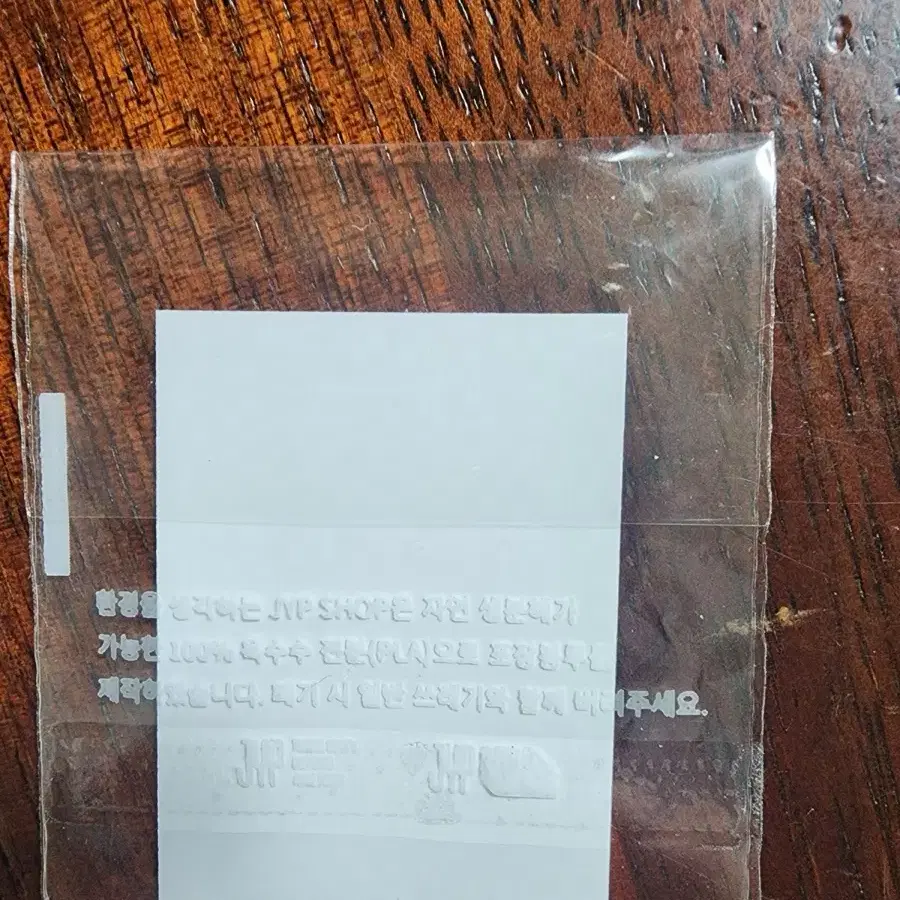 환경을 생각하는 JYP SHOP은 자연 생분해가
가능한 100% 옥수수 전분(PLA)으로 포장봉투를
제작하였습니다. 폐기 시 일반 쓰레기와 함께 버려주세요.
JYP JYP